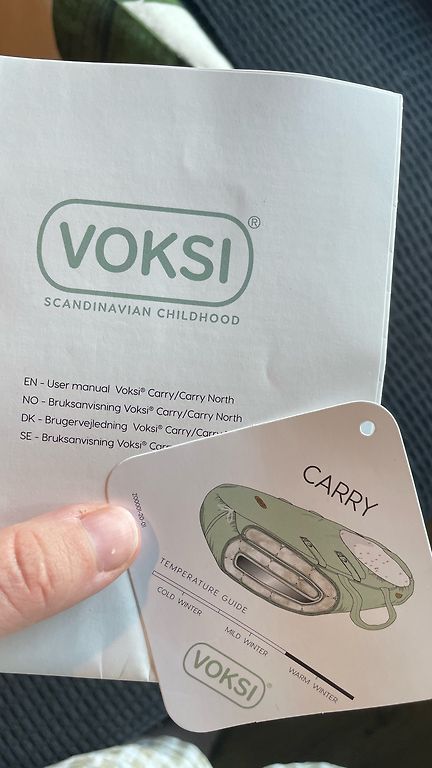 VOKSI®
SCANDINAVIAN CHILDHOOD
EN - User manual Voksi® Carry/Carry North
NO - Bruksanvisning Voksi® Carry/Carry North
DK - Brugervejledning Voksi® Carry/Carry
SE - Bruksanvisning Voksi® Carr
CARRY
TEMPERATURE GUIDE
COLD WINTER
MILD WINTER
WARM WINTER
VOKSI®